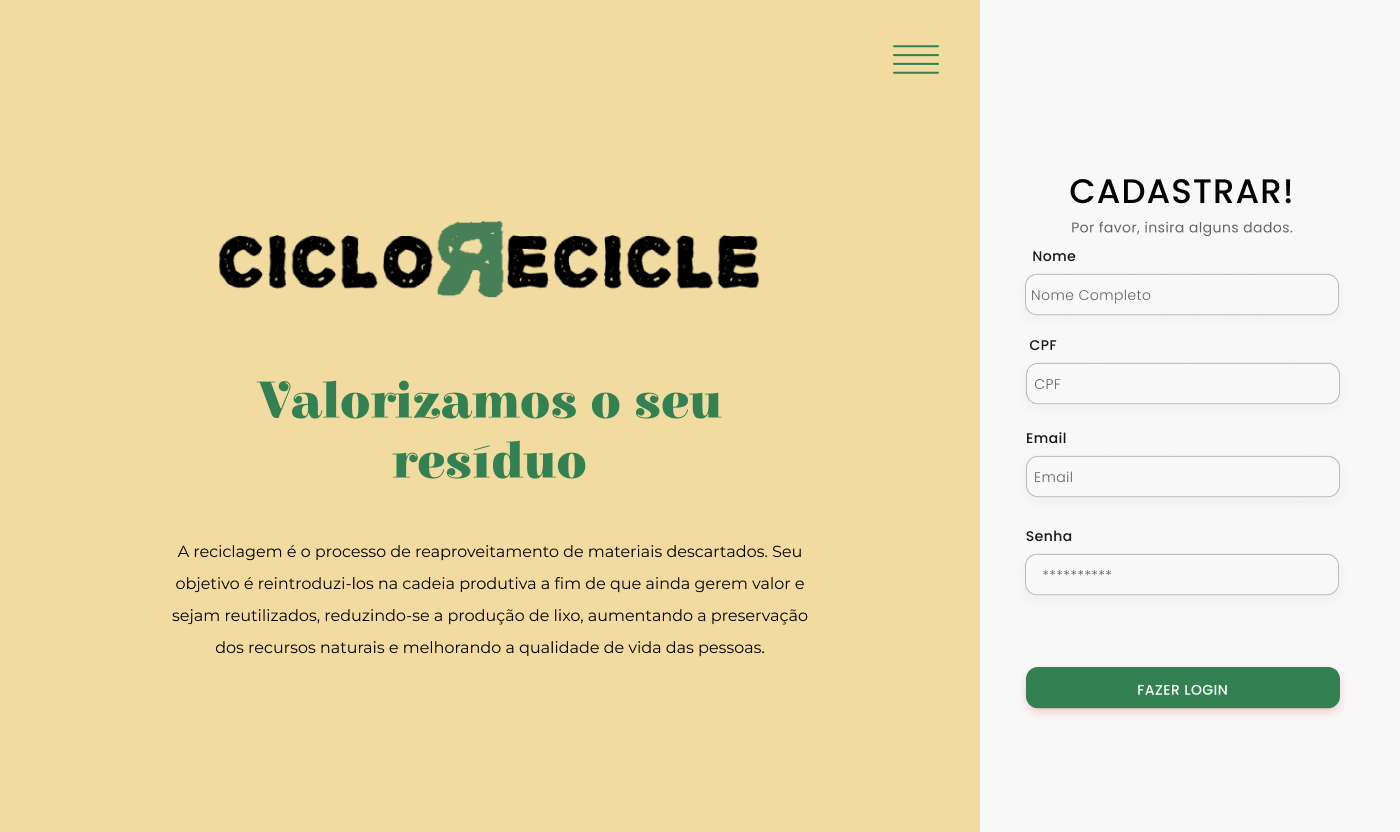 CICLORECICLE
Valorizamos o seu
resíduo
A reciclagem é o processo de reaproveitamento de materiais descartados. Seu
objetivo é reintroduzi-los na cadeia produtiva a fim de que ainda gerem valor e
sejam reutilizados, reduzindo-se a produção de lixo, aumentando a preservação
dos recursos naturais e melhorando a qualidade de vida das pessoas.
CADASTRAR!
Por favor, insira alguns dados.
Nome
Nome Completo
CPF
CPF
Email
Email
Senha
**********
FAZER LOGIN